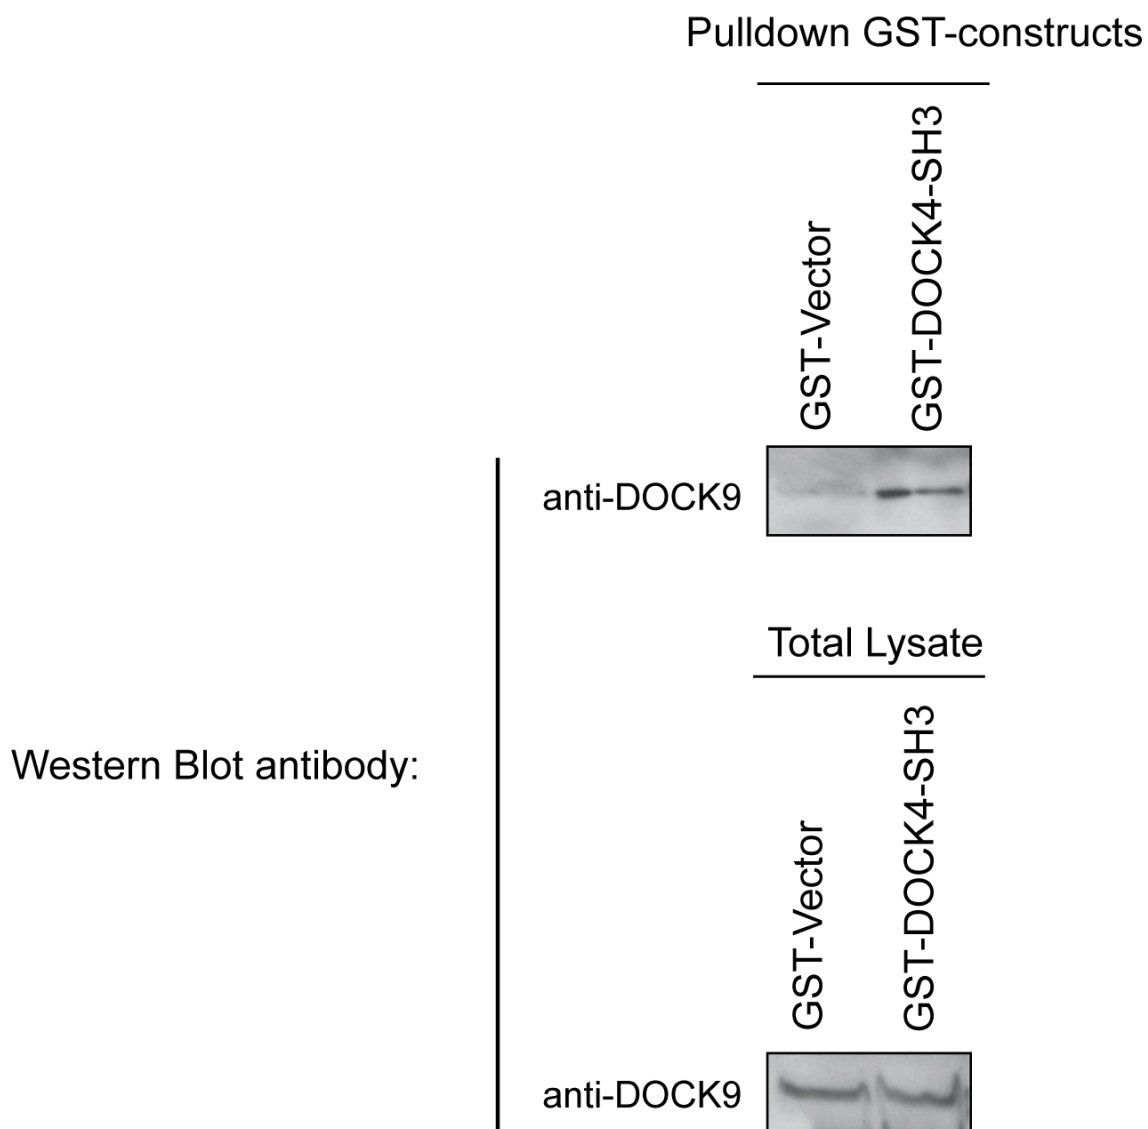 Pulldown GST-constructs
GST-Vector
GST-DOCK4-SH3
anti-DOCK9
Total Lysate
Western Blot antibody:
GST-Vector
GST-DOCK4-SH3
anti-DOCK9